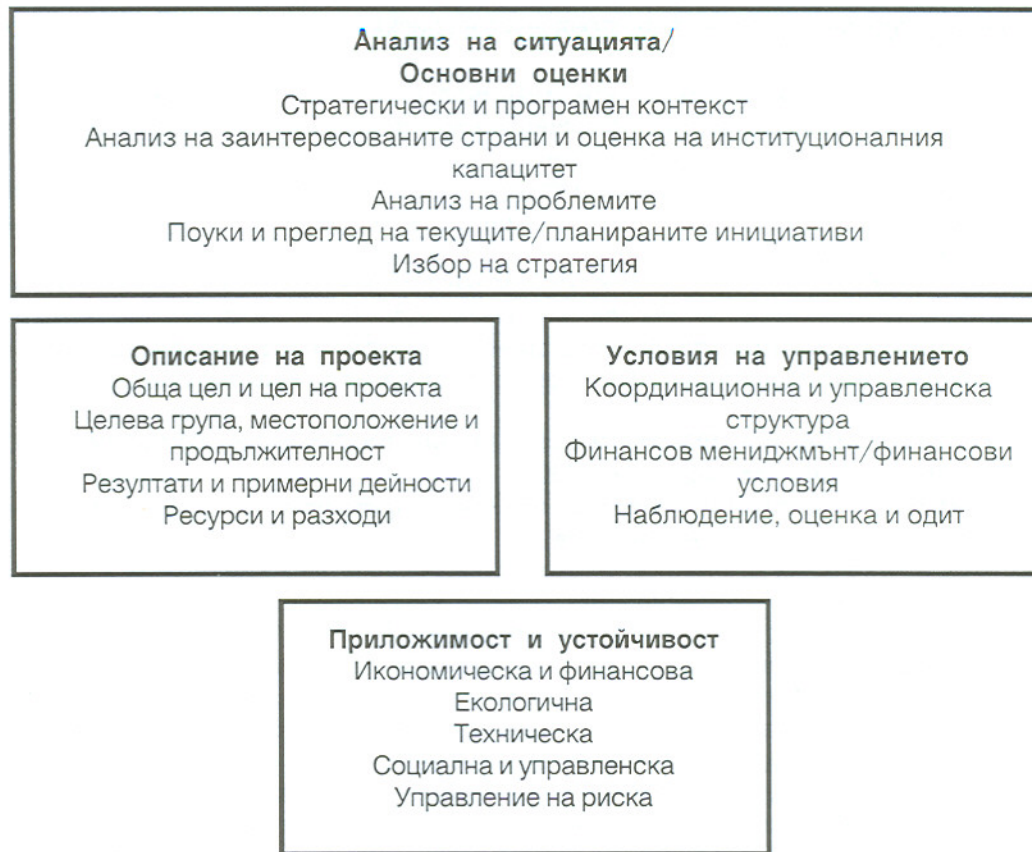 Анализ на ситуацията/
Основни оценки
Стратегически и програмен контекст
Анализ на заинтересованите страни и оценка на институционалния
капацитет
Анализ на проблемите
Поуки и преглед на текущите/планираните инициативи
Избор на стратегия
Описание на проекта
Обща цел и цел на проекта
Целева група, местоположение и
продължителност
Резултати и примерни дейности
Ресурси и разходи
Условия на управлението
Координационна и управленска
структура
Финансов мениджмънт/финансови
условия
Наблюдение, оценка и одит
Приложимост и устойчивост
Икономическа и финансова
Екологична
Техническа
Социална и управленска
Управление на риска